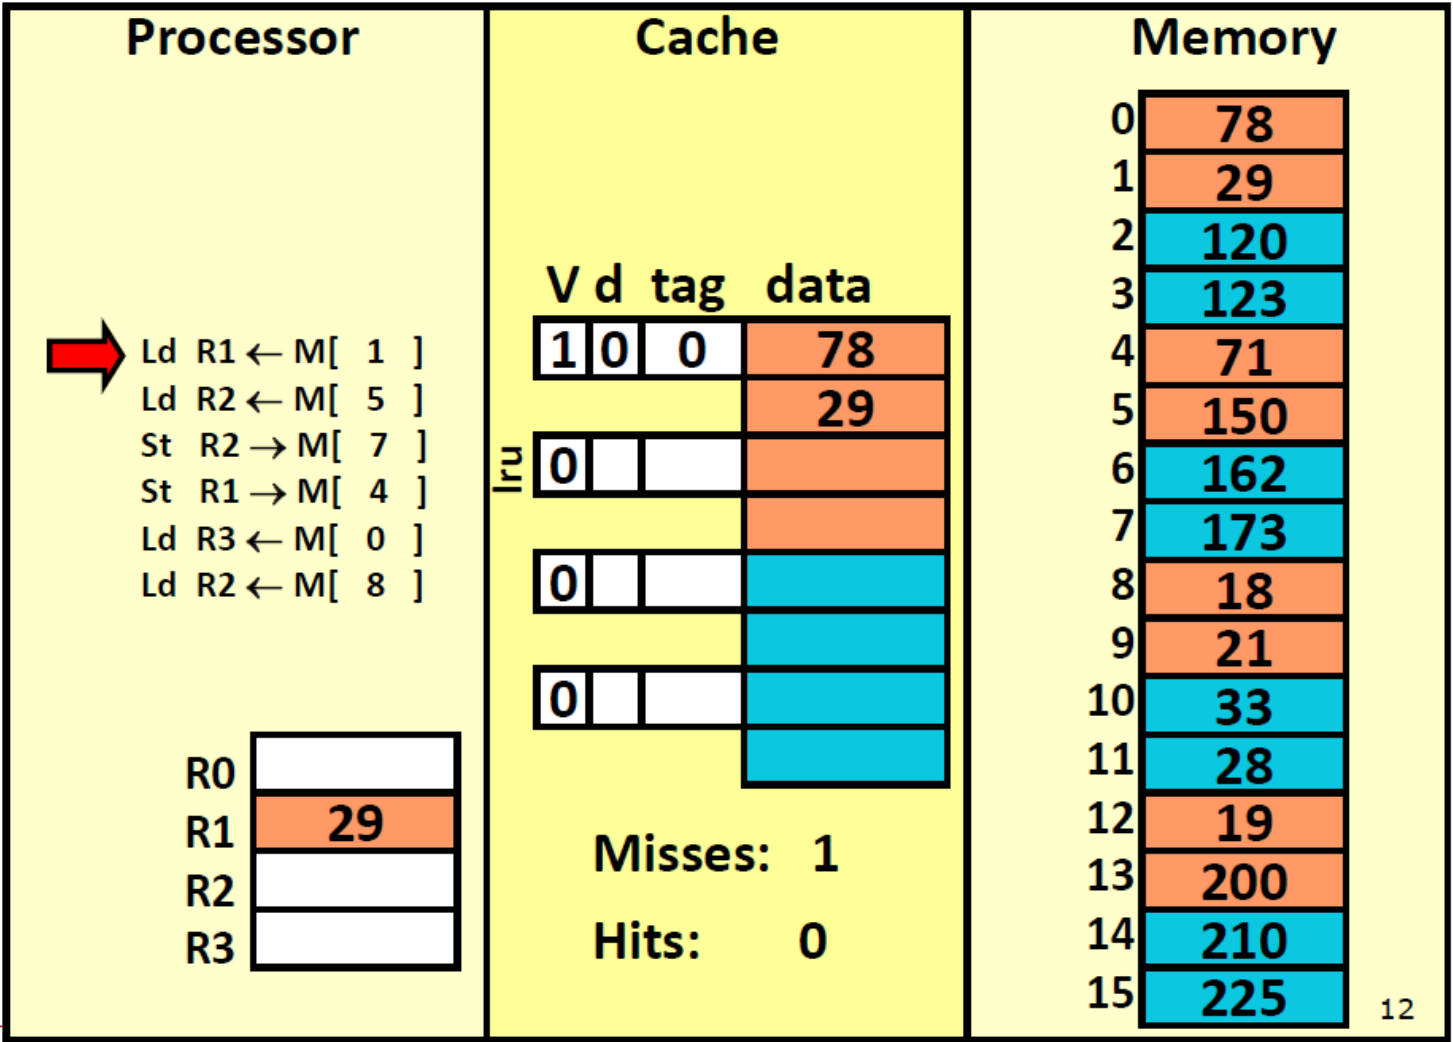 Processor
Ld R1 ← M[ 1 ]
Ld R2 ← M[ 5 ]
St R2 → M[ 7 ]
St R1 → M[ 4 ]
Ld R3 ← M[ 0 ]
Ld R2 ← M[ 8 ]
R0
R1 29
R2
R3
Cache
V d tag data
1 0 0 78
29
lru 0
0
0
Misses: 1
Hits: 0
Memory
0 78
1 29
2 120
3 123
4 71
5 150
6 162
7 173
8 18
9 21
10 33
11 28
12 19
13 200
14 210
15 225
12